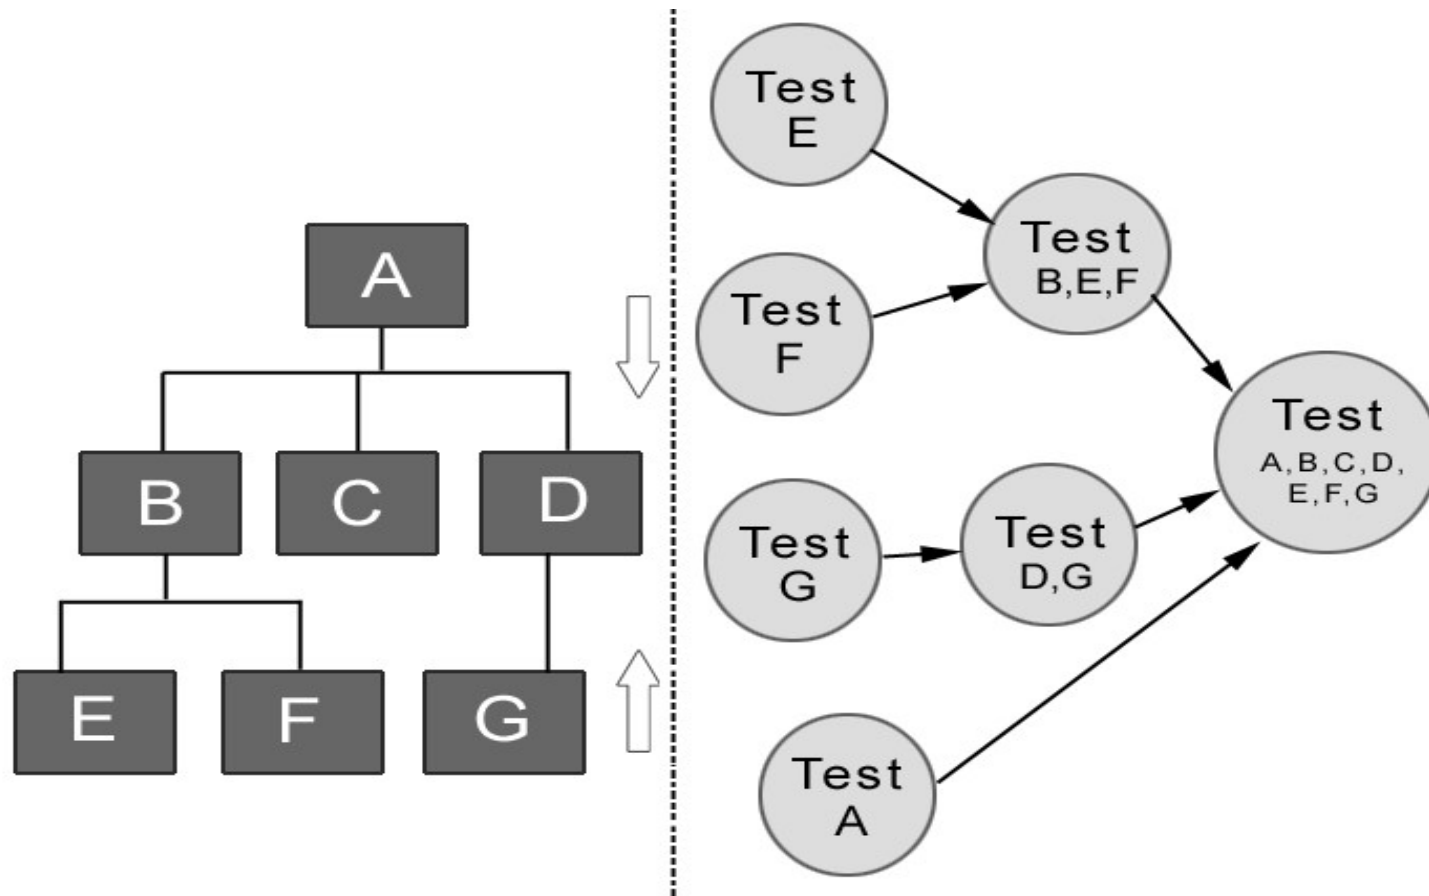 A
B
C
D
E
F
G
Test
E
Test
F
Test
B,E,F
Test
G
Test
D,G
Test
A
Test
A,B,C,D,
E,F,G